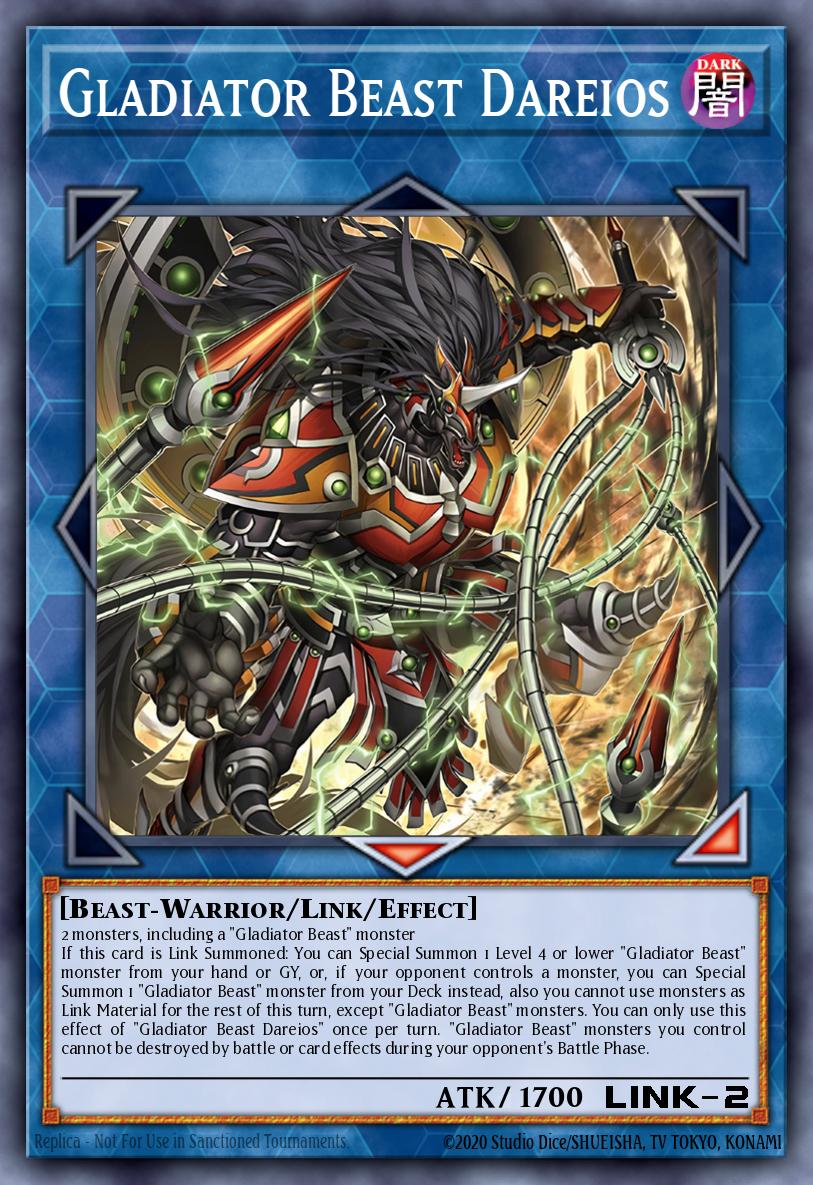 GLADIATOR BEAST DAREIOS
DARK
闇
[BEAST-WARRIOR/LINK/EFFECT]
2 monsters, including a "Gladiator Beast" monster
If this card is Link Summoned: You can Special Summon 1 Level 4 or lower "Gladiator Beast"
monster from your hand or GY, or, if your opponent controls a monster, you can Special
Summon 1 "Gladiator Beast" monster from your Deck instead, also you cannot use monsters as
Link Material for the rest of this turn, except "Gladiator Beast" monsters. You can only use this
effect of "Gladiator Beast Dareios" once per turn. "Gladiator Beast" monsters you control
cannot be destroyed by battle or card effects during your opponent's Battle Phase.
ATK/ 1700 LINK-2
Replica - Not For Use in Sanctioned Tournaments.
©2020 Studio Dice/SHUEISHA, TV TOKYO, KONAMI